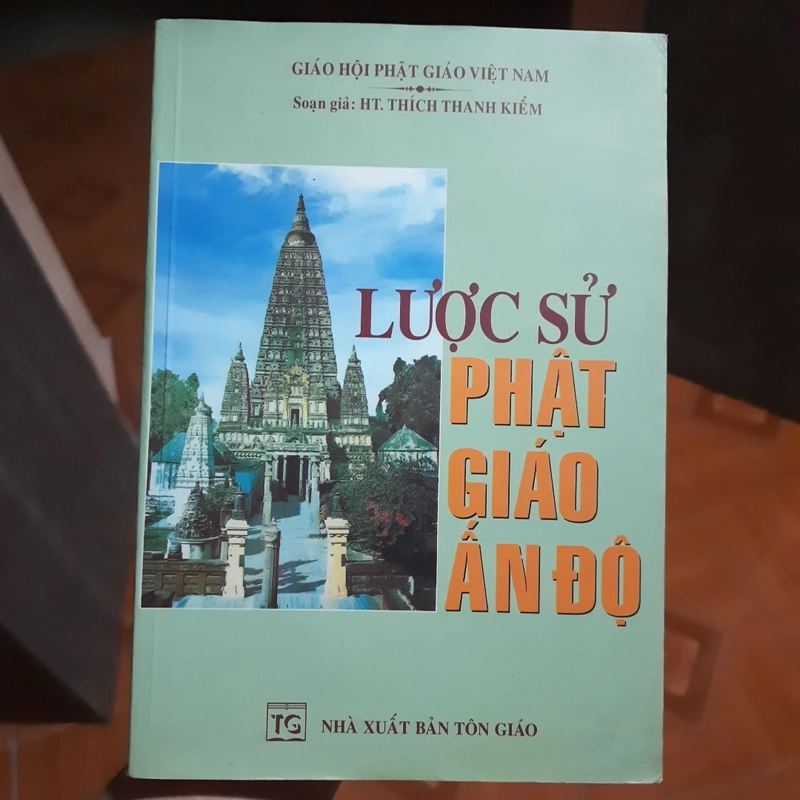 GIÁO HỘI PHẬT GIÁO VIỆT NAM
Soạn giả: HT. THÍCH THANH KIỂM
LƯỢC SỬ
PHẬT
GIÁO
ẤN ĐỘ
TG
NHÀ XUẤT BẢN TÔN GIÁO